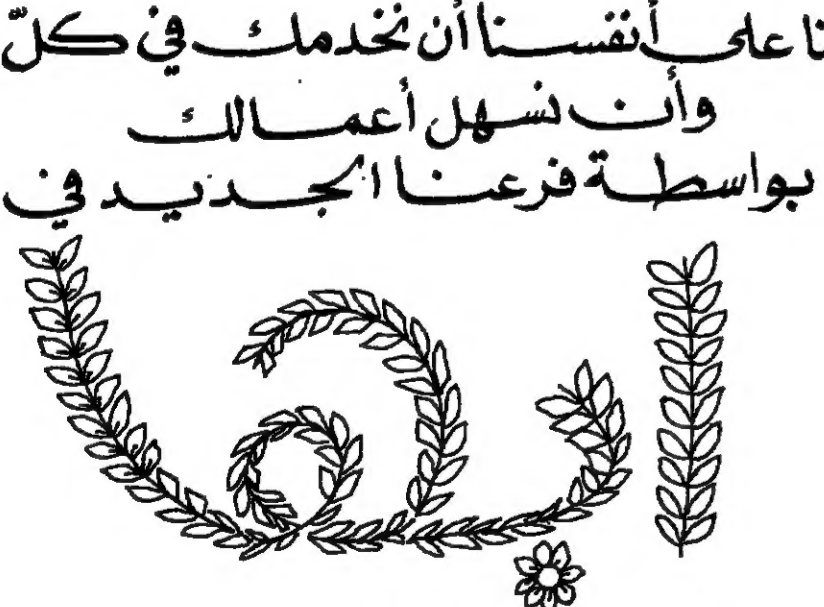 على أنفسنا أن نخدمك في كلّ
وأن نسهل أعمالك
بواسطة فرعنا الجديد في
ابها